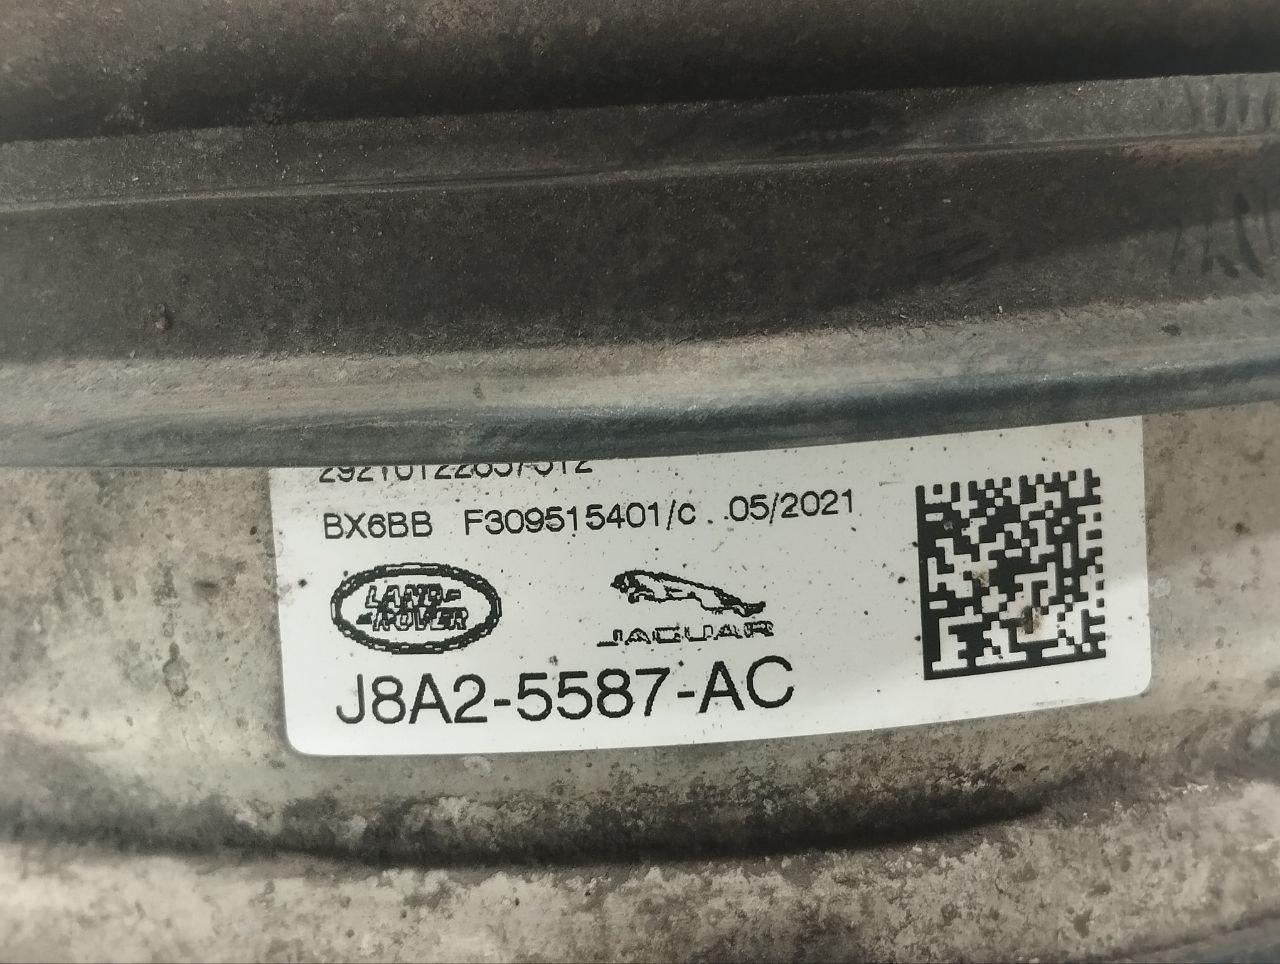 BX6BB F309515401/C . . 05/2021
LAND-
-ROVER
JAGUAR
J8A2-5587-AC